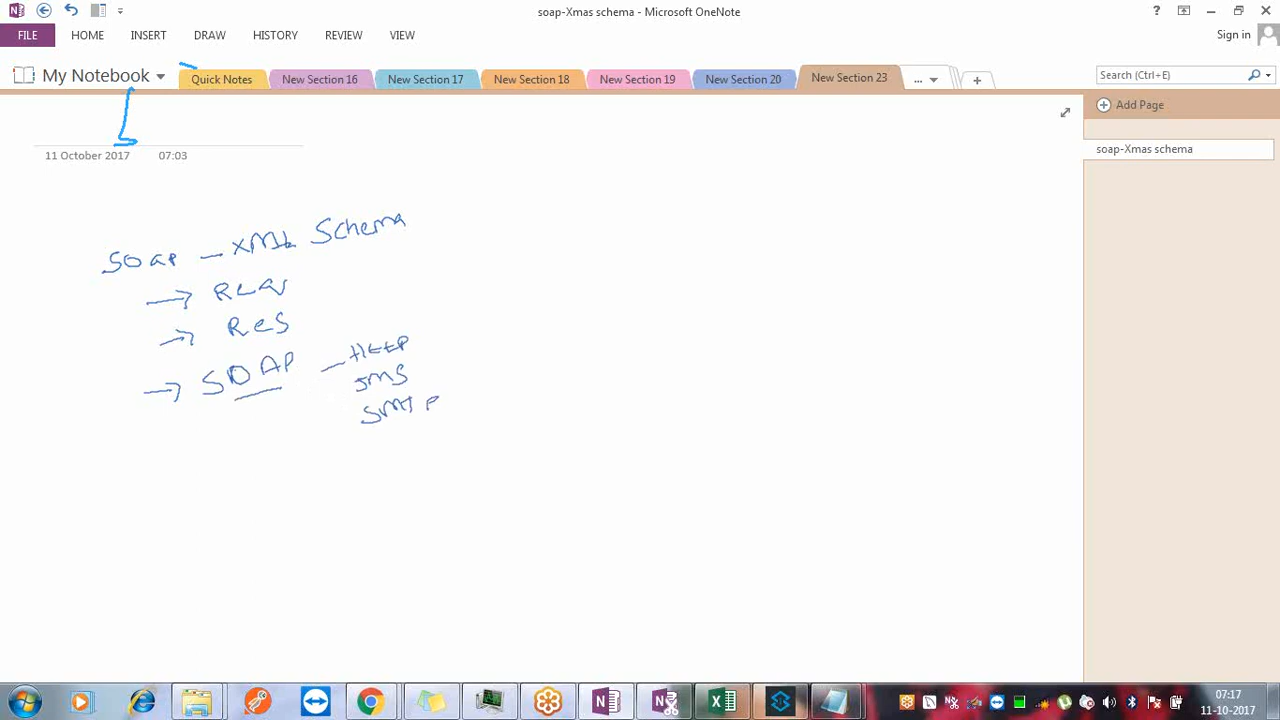 soap-Xmas schema - Microsoft OneNote
?
FILE HOME INSERT DRAW HISTORY REVIEW VIEW
Sign in
My Notebook
Quick Notes New Section 16 New Section 17 New Section 18 New Section 19 New Section 20 New Section 23 ... +
Search (Ctrl+E)
Add Page
soap-Xmas schema
11 October 2017 07:03
SOAP - XML Schema
→ Req
→ Res
→ SOAP - HTTP
JMS
SMTP
07:17
11-10-2017